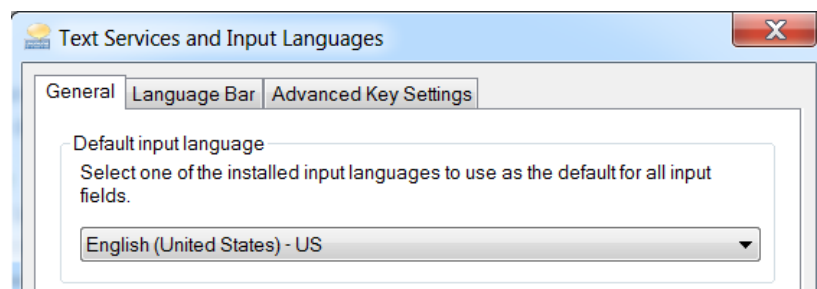 Text Services and Input Languages
General Language Bar Advanced Key Settings
Default input language
Select one of the installed input languages to use as the default for all input
fields.
English (United States) - US